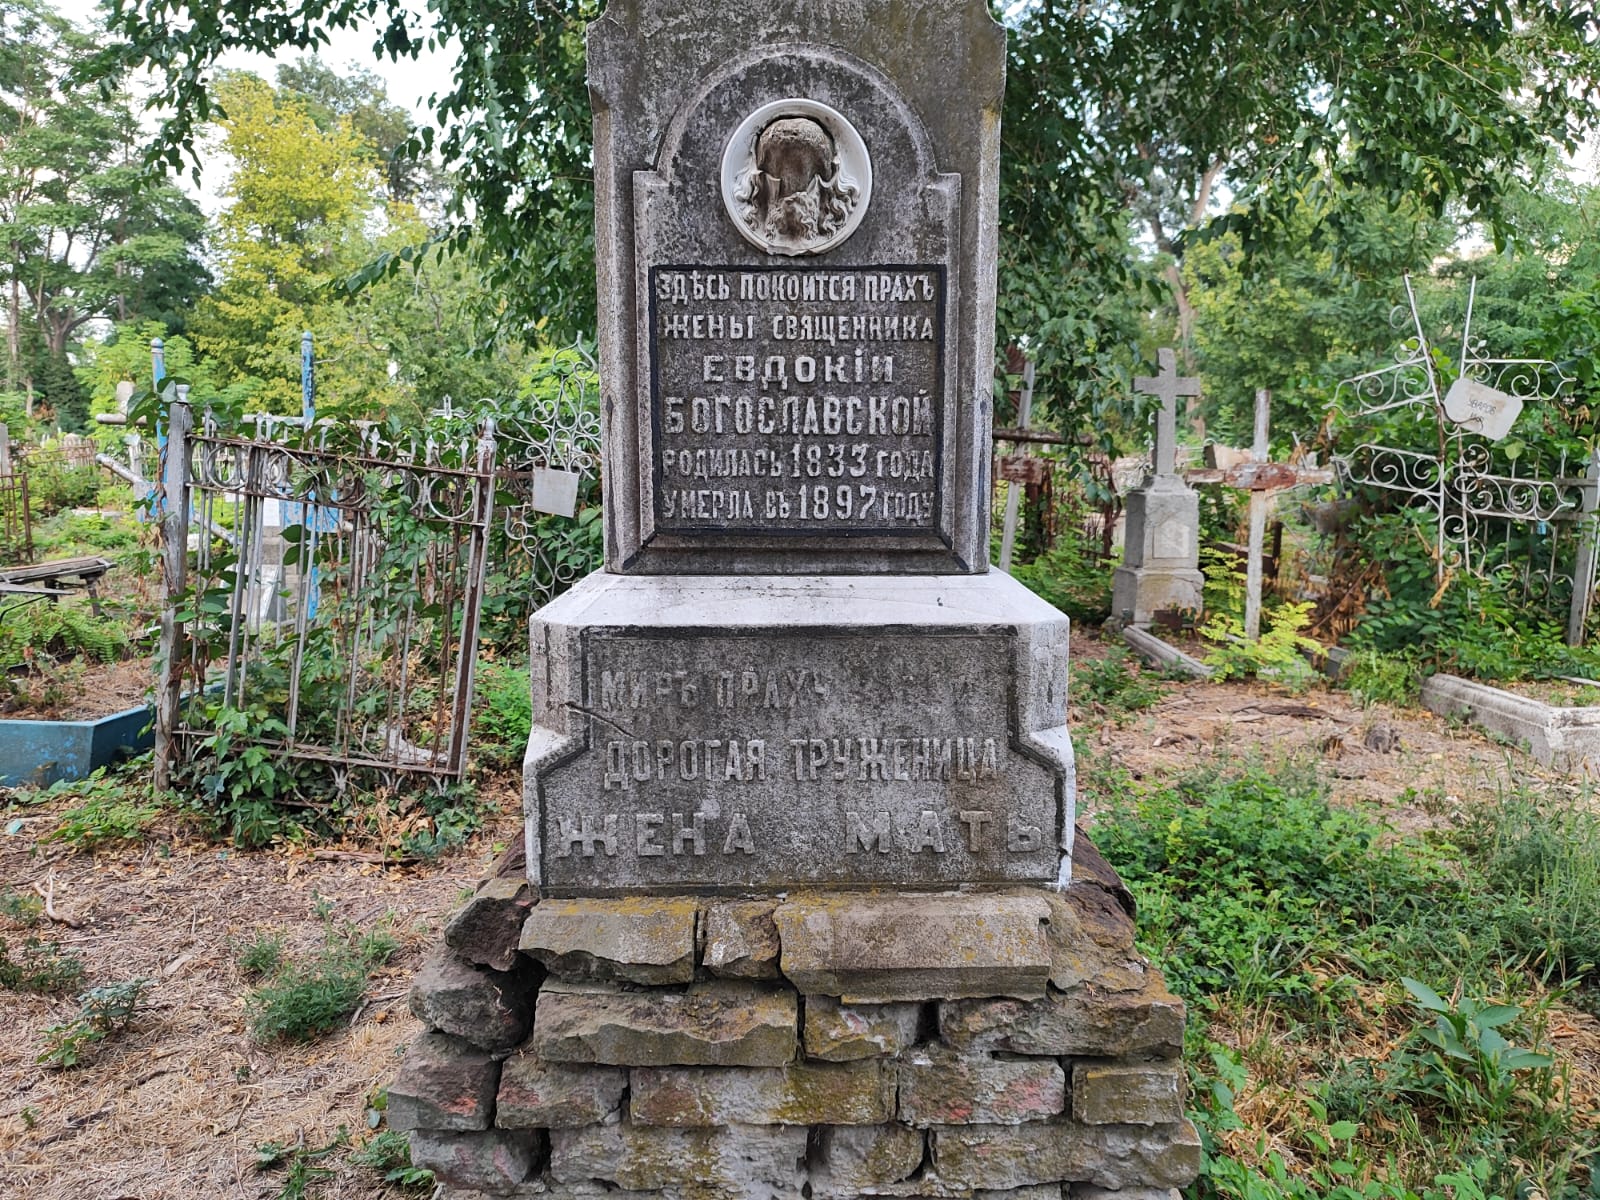 ЗДѢСЬ ПОКОИТСЯ ПРАХЪ
ЖЕНЫ СВЯЩЕННИКА
ЕВДОКІИ
БОГОСЛАВСКОЙ
РОДИЛАСЬ 1833 ГОДА
УМЕРЛА ВЪ 1897 ГОДУ
МИРЪ ПРАХУ
ДОРОГАЯ ТРУЖЕНИЦА
ЖЕНА МАТЬ